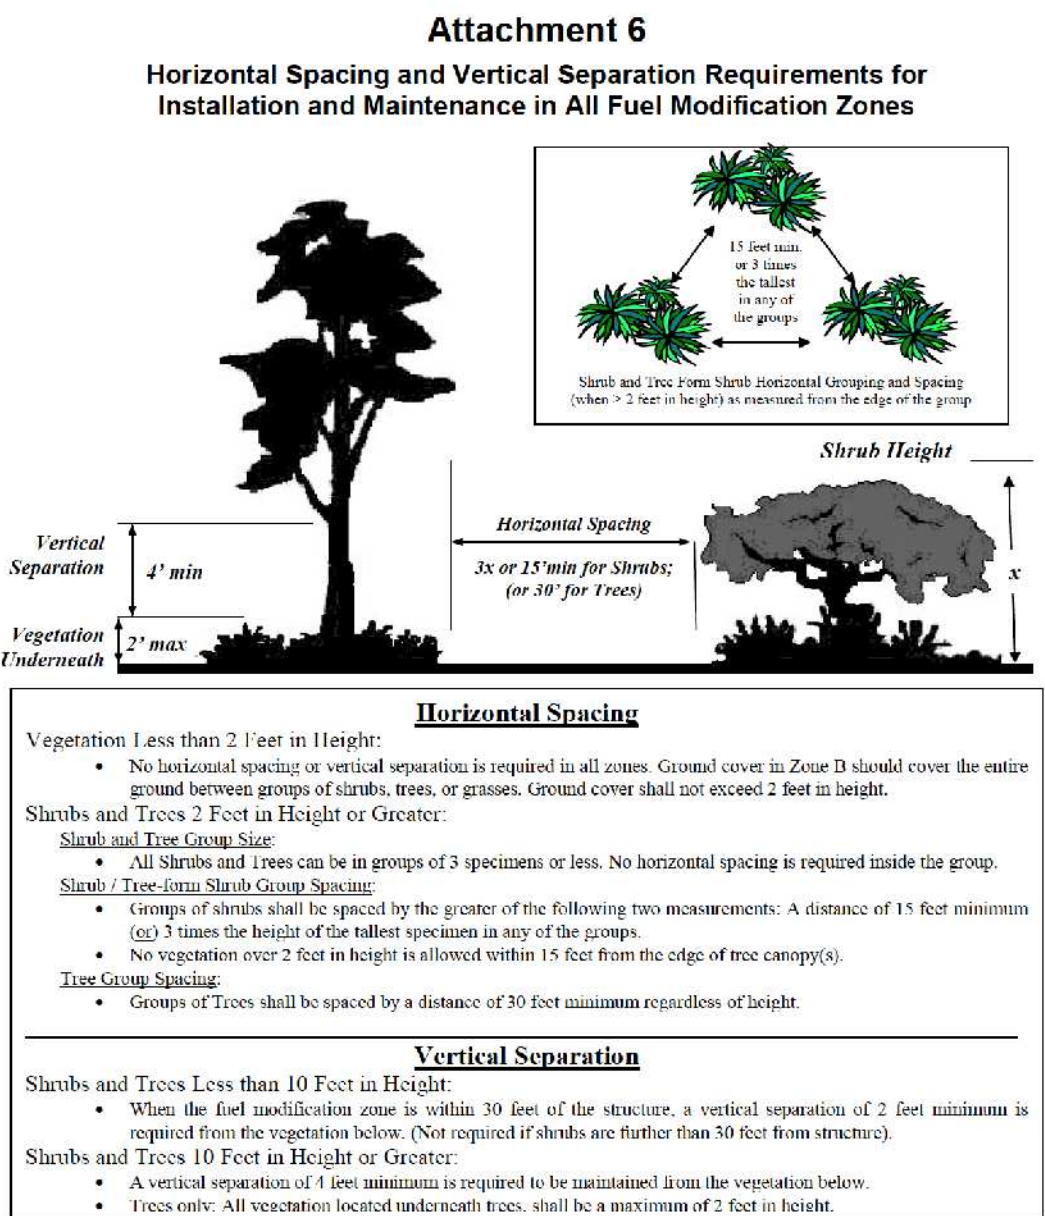 Attachment 6
Horizontal Spacing and Vertical Separation Requirements for
Installation and Maintenance in All Fuel Modification Zones
15 feet min.
or 3 times
the tallest
in any of
the groups
Shrub and Tree Form Shrub Horizontal Grouping and Spacing
(when > 2 feet in height) as measured from the edge of the group
Shrub Height
Horizontal Spacing
3x or 15'min for Shrubs;
(or 30' for Trees)
Vertical
Separation
4' min
x
Vegetation
Underneath
2' max
Horizontal Spacing
Vegetation Less than 2 Feet in Height:
• No horizontal spacing or vertical separation is required in all zones. Ground cover in Zone B should cover the entire
ground between groups of shrubs, trees, or grasses. Ground cover shall not exceed 2 feet in height.
Shrubs and Trees 2 Feet in Height or Greater:
Shrub and Tree Group Size:
• All Shrubs and Trees can be in groups of 3 specimens or less. No horizontal spacing is required inside the group.
Shrub / Tree-form Shrub Group Spacing:
• Groups of shrubs shall be spaced by the greater of the following two measurements: A distance of 15 feet minimum
(or) 3 times the height of the tallest specimen in any of the groups.
• No vegetation over 2 feet in height is allowed within 15 feet from the edge of tree canopy(s).
Tree Group Spacing:
• Groups of Trees shall be spaced by a distance of 30 feet minimum regardless of height.
Vertical Separation
Shrubs and Trees Less than 10 Feet in Height:
• When the fuel modification zone is within 30 feet of the structure, a vertical separation of 2 feet minimum is
required from the vegetation below. (Not required if shrubs are further than 30 feet from structure).
Shrubs and Trees 10 Feet in Height or Greater:
• A vertical separation of 4 feet minimum is required to be maintained from the vegetation below.
• Trees only: All vegetation located underneath trees, shall be a maximum of 2 feet in height.